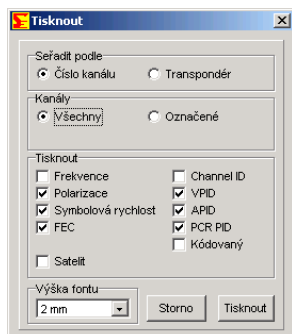 Tisknout
Seřadit podle
Číslo kanálu
Transpondér
Kanály
Všechny
Označené
Tisknout
Frekvence
Channel ID
Polarizace
VPID
Symbolová rychlost
APID
FEC
PCR PID
Kódovaný
Satelit
Výška fontu
2 mm
Storno
Tisknout